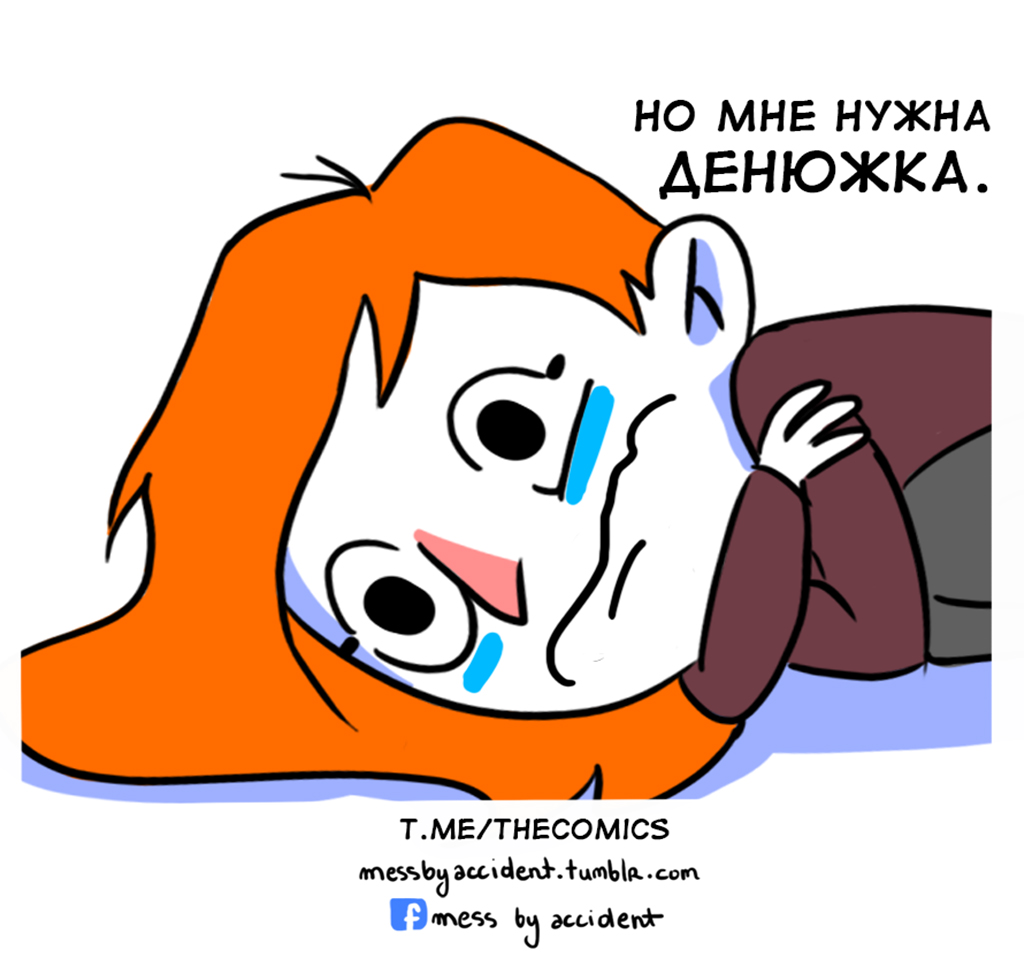 НО МНЕ НУЖНА
ДЕНЮЖКА.
T.ME/THECOMICS
messbyaccident.tumblr.com
f mess by accident